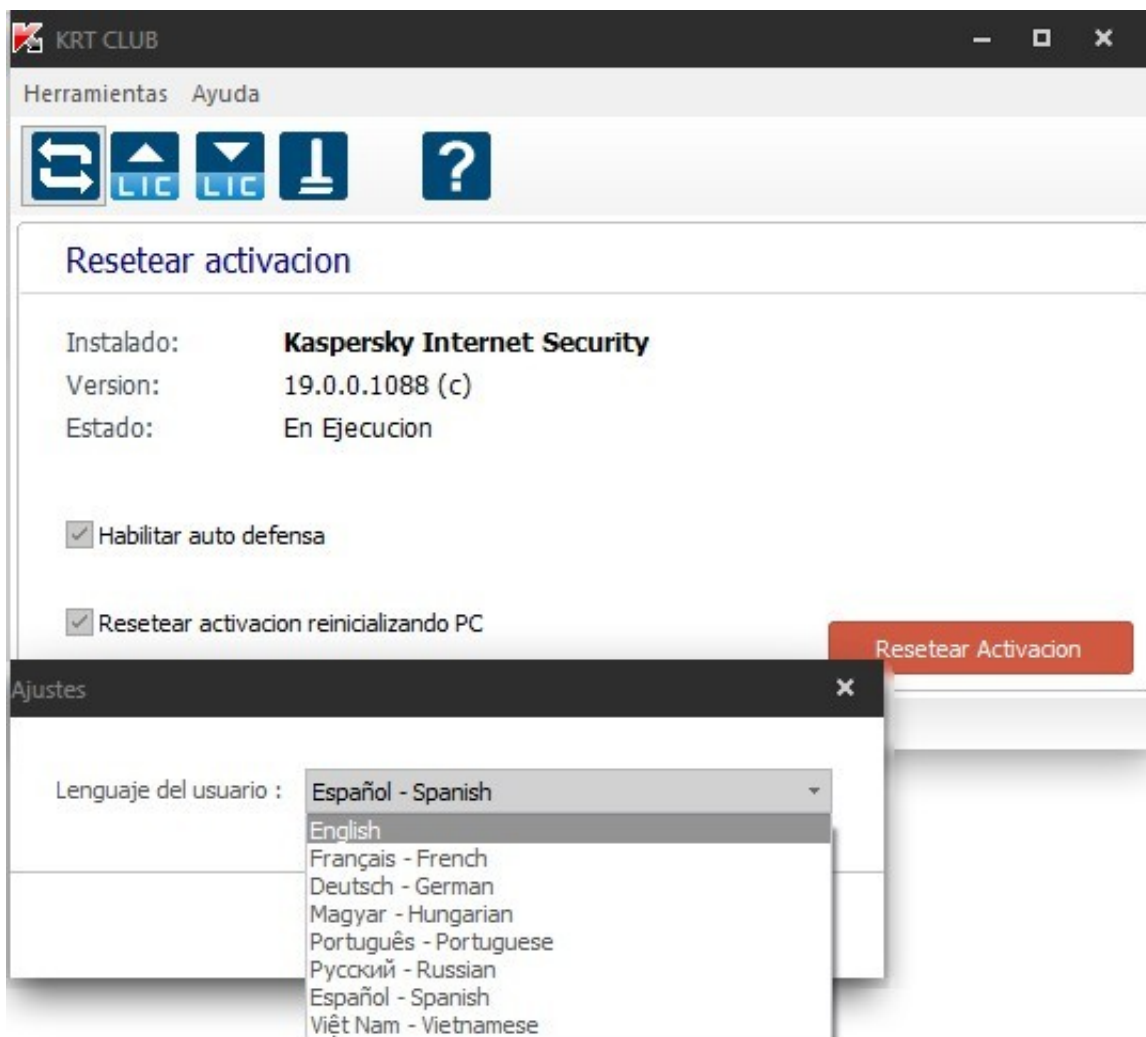 KRT CLUB
Herramientas Ayuda
LIC LIC ?
Resetear activacion
Instalado: Kaspersky Internet Security
Version: 19.0.0.1088 (c)
Estado: En Ejecucion
Habilitar auto defensa
Resetear activacion reinicializando PC
Resetear Activacion
Ajustes
Lenguaje del usuario : Español - Spanish
English
Français - French
Deutsch - German
Magyar - Hungarian
Português - Portuguese
Русский - Russian
Español - Spanish
Việt Nam - Vietnamese